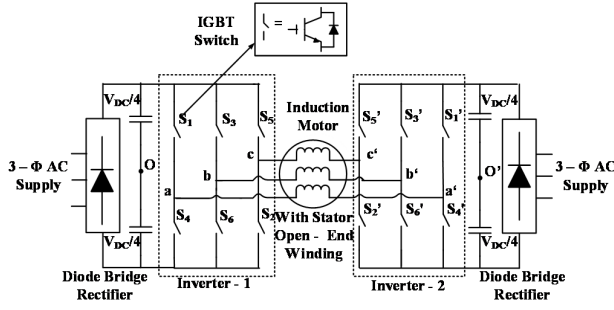 IGBT
Switch
=
V_DC/4
V_DC/4
S₁
S₃
S₅
Induction
Motor
S₅'
S₃'
S₁'
3 – Φ AC
Supply
O
a
b
c
c'
b'
a'
O'
3 – Φ AC
Supply
S₄
S₆
S₂
With Stator
Open - End
Winding
S₂'
S₆'
S₄'
V_DC/4
V_DC/4
Diode Bridge
Rectifier
Inverter - 1
Inverter - 2
Diode Bridge
Rectifier